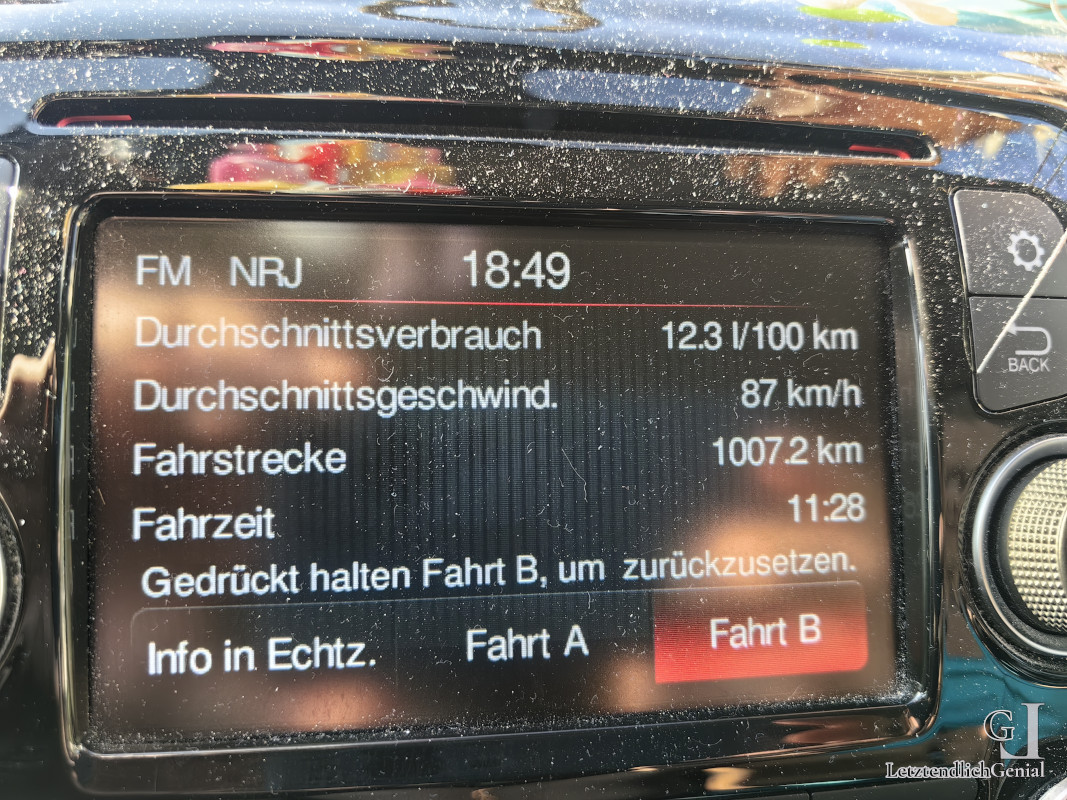 FM NRJ 18:49
Durchschnittsverbrauch 12.3 l/100 km
Durchschnittsgeschwind. 87 km/h
Fahrstrecke 1007.2 km
Fahrzeit 11:28
Gedrückt halten Fahrt B, um zurückzusetzen.
Info in Echtz. Fahrt A Fahrt B
BACK
GL
LetztendlichGenial